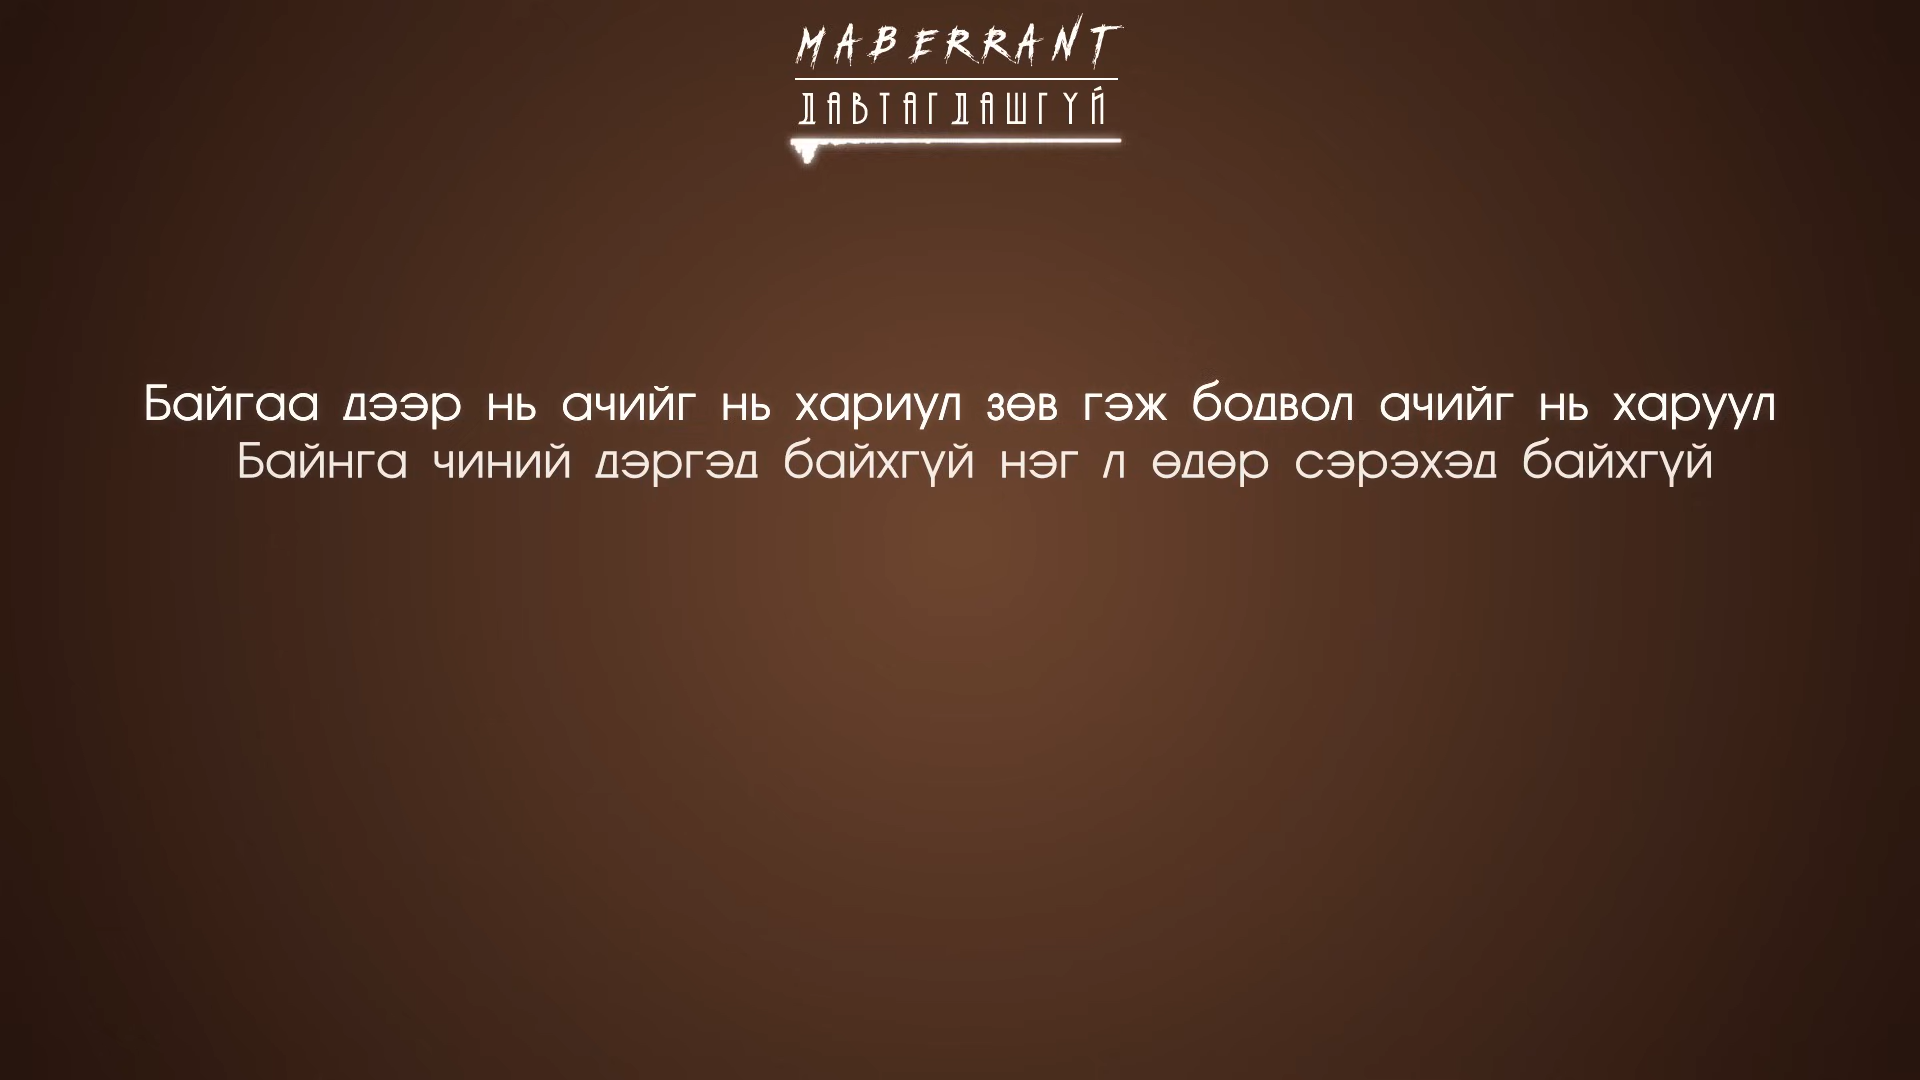 MABERRANT
ДАВТАГДАШГҮЙ
Байгаа дээр нь ачийг нь хариул зөв гэж бодвол ачийг нь харуул
Байнга чиний дэргэд байхгүй нэг л өдөр сэрэхэд байхгүй